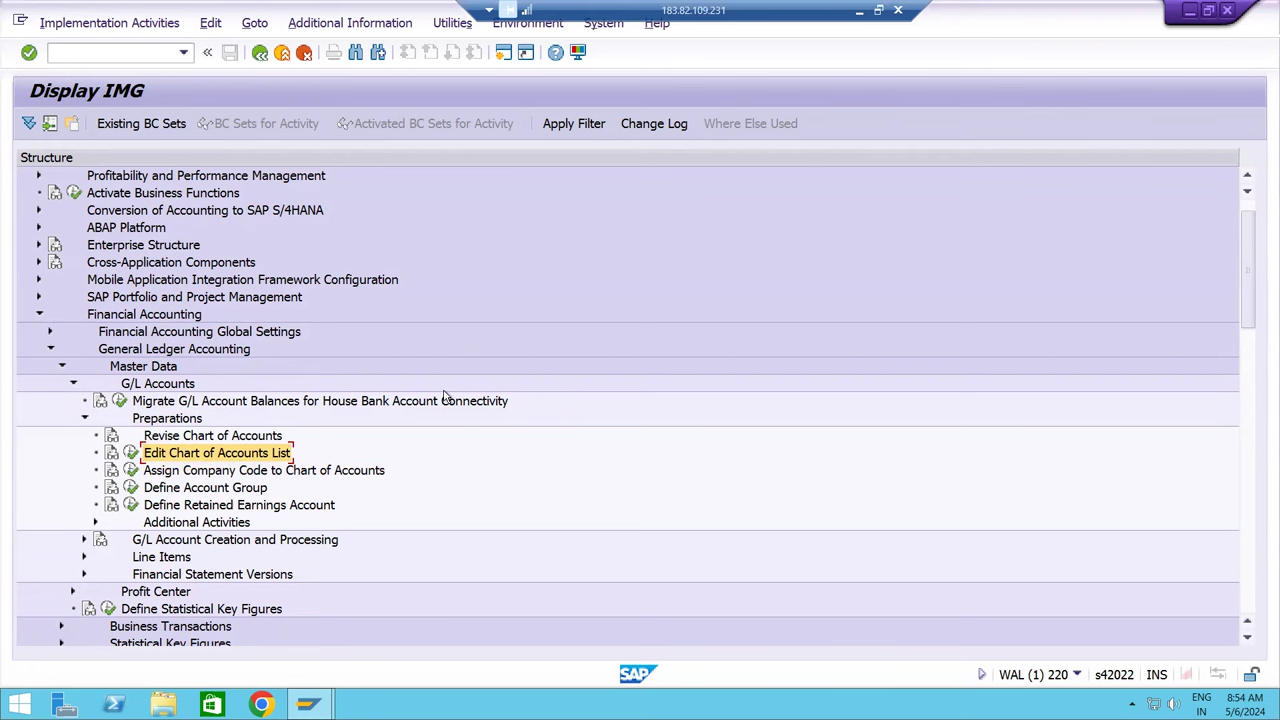 183.82.109.231
Implementation Activities Edit Goto Additional Information Utilities Environment System Help
Display IMG
Existing BC Sets BC Sets for Activity Activated BC Sets for Activity Apply Filter Change Log Where Else Used
Structure
Profitability and Performance Management
Activate Business Functions
Conversion of Accounting to SAP S/4HANA
ABAP Platform
Enterprise Structure
Cross-Application Components
Mobile Application Integration Framework Configuration
SAP Portfolio and Project Management
Financial Accounting
Financial Accounting Global Settings
General Ledger Accounting
Master Data
G/L Accounts
Migrate G/L Account Balances for House Bank Account Connectivity
Preparations
Revise Chart of Accounts
Edit Chart of Accounts List
Assign Company Code to Chart of Accounts
Define Account Group
Define Retained Earnings Account
Additional Activities
G/L Account Creation and Processing
Line Items
Financial Statement Versions
Profit Center
Define Statistical Key Figures
Business Transactions
Statistical Key Figures
SAP WAL (1) 220 s42022 INS
ENG 8:54 AM
IN 5/6/2024